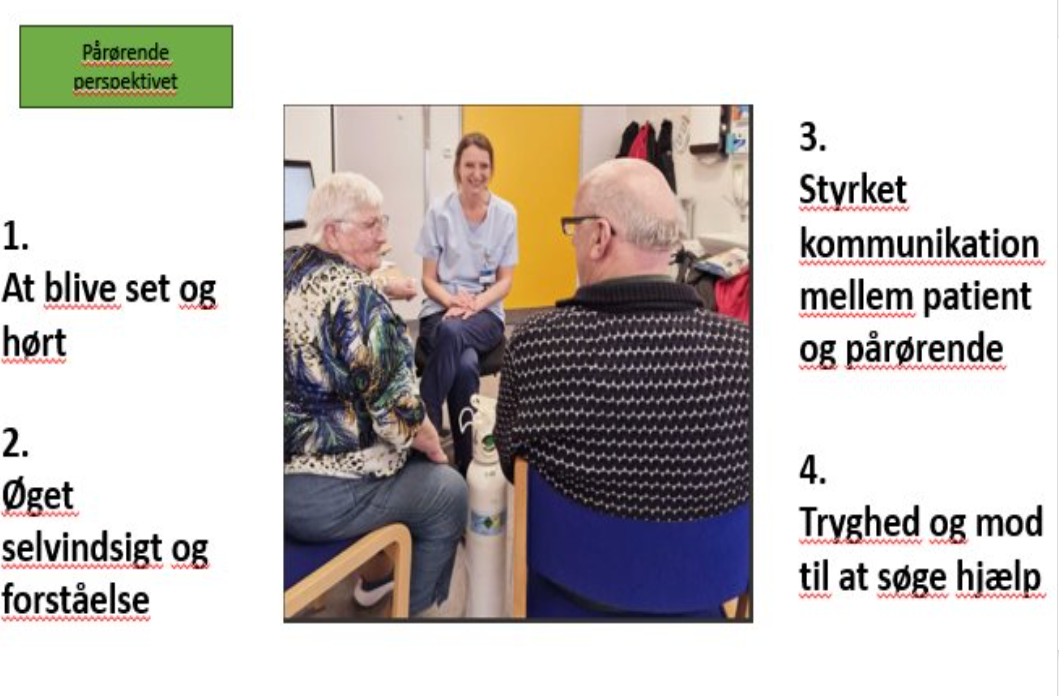 Pårørende
perspektivet
1.
At blive set og
hørt
2.
Øget
selvindsigt og
forståelse
3.
Styrket
kommunikation
mellem patient
og pårørende
4.
Tryghed og mod
til at søge hjælp